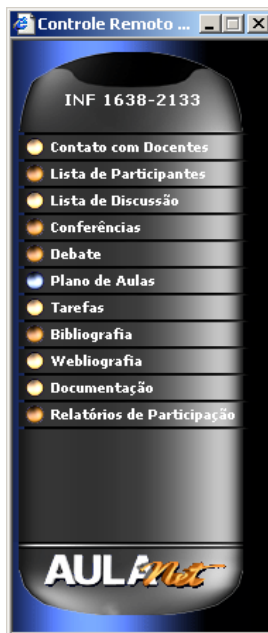 Controle Remoto ...
INF 1638-2133
Contato com Docentes
Lista de Participantes
Lista de Discussão
Conferências
Debate
Plano de Aulas
Tarefas
Bibliografia
Webliografia
Documentação
Relatórios de Participação
AULANet